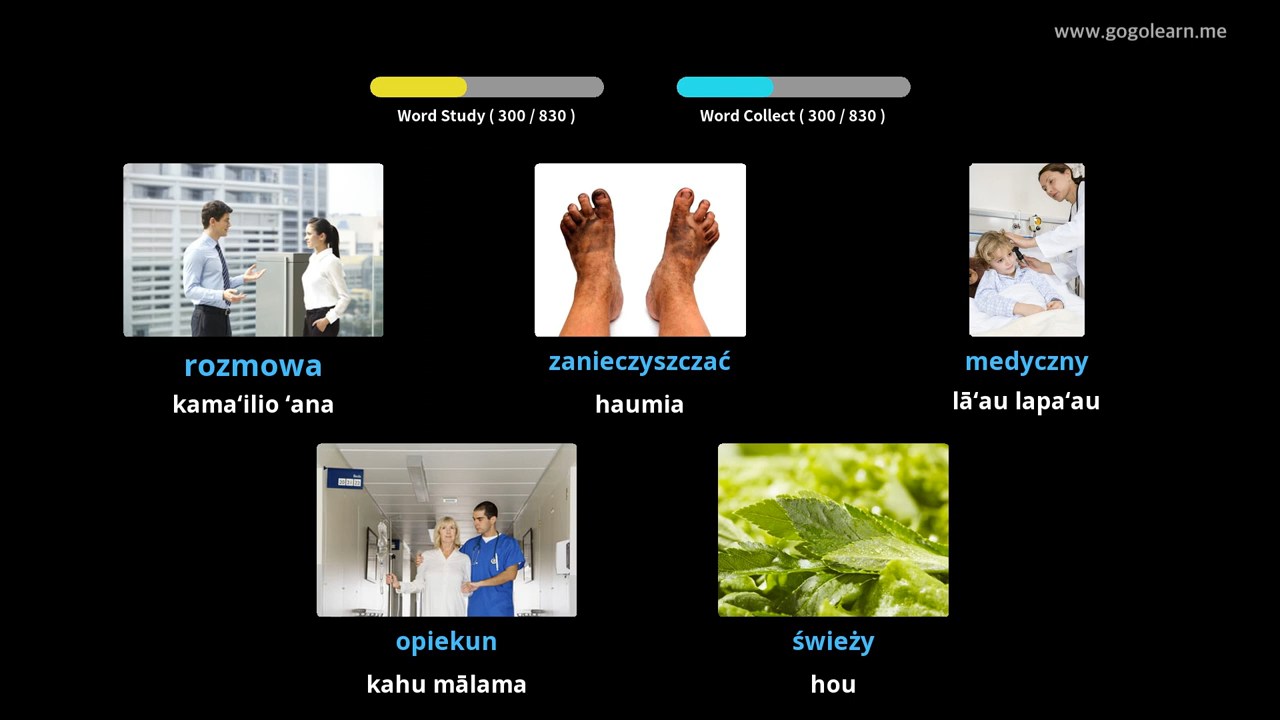 www.gogolearn.me
Word Study ( 300 / 830 )
Word Collect ( 300 / 830 )
rozmowa
kamaʻilio ʻana
zanieczyszczać
haumia
medyczny
lāʻau lapaʻau
opiekun
kahu mālama
świeży
hou